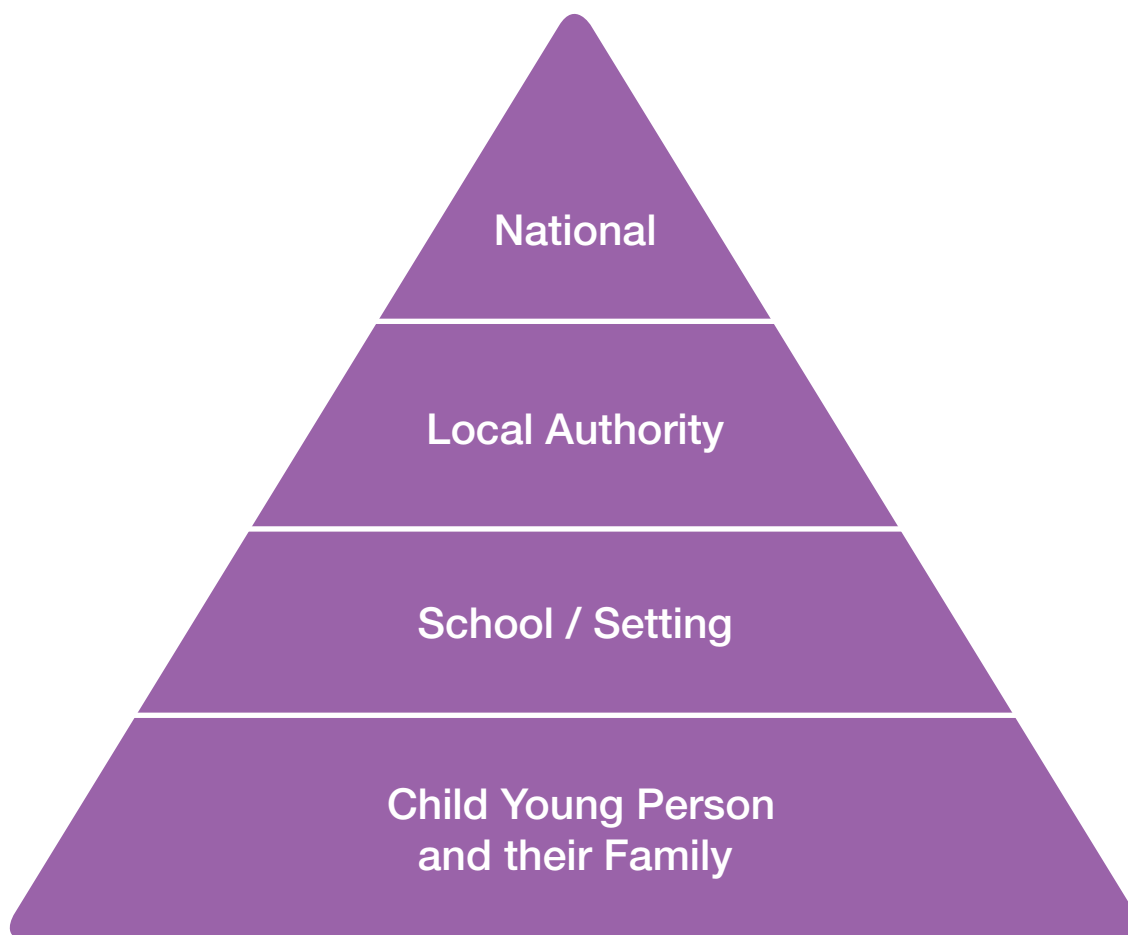 National
Local Authority
School / Setting
Child Young Person
and their Family